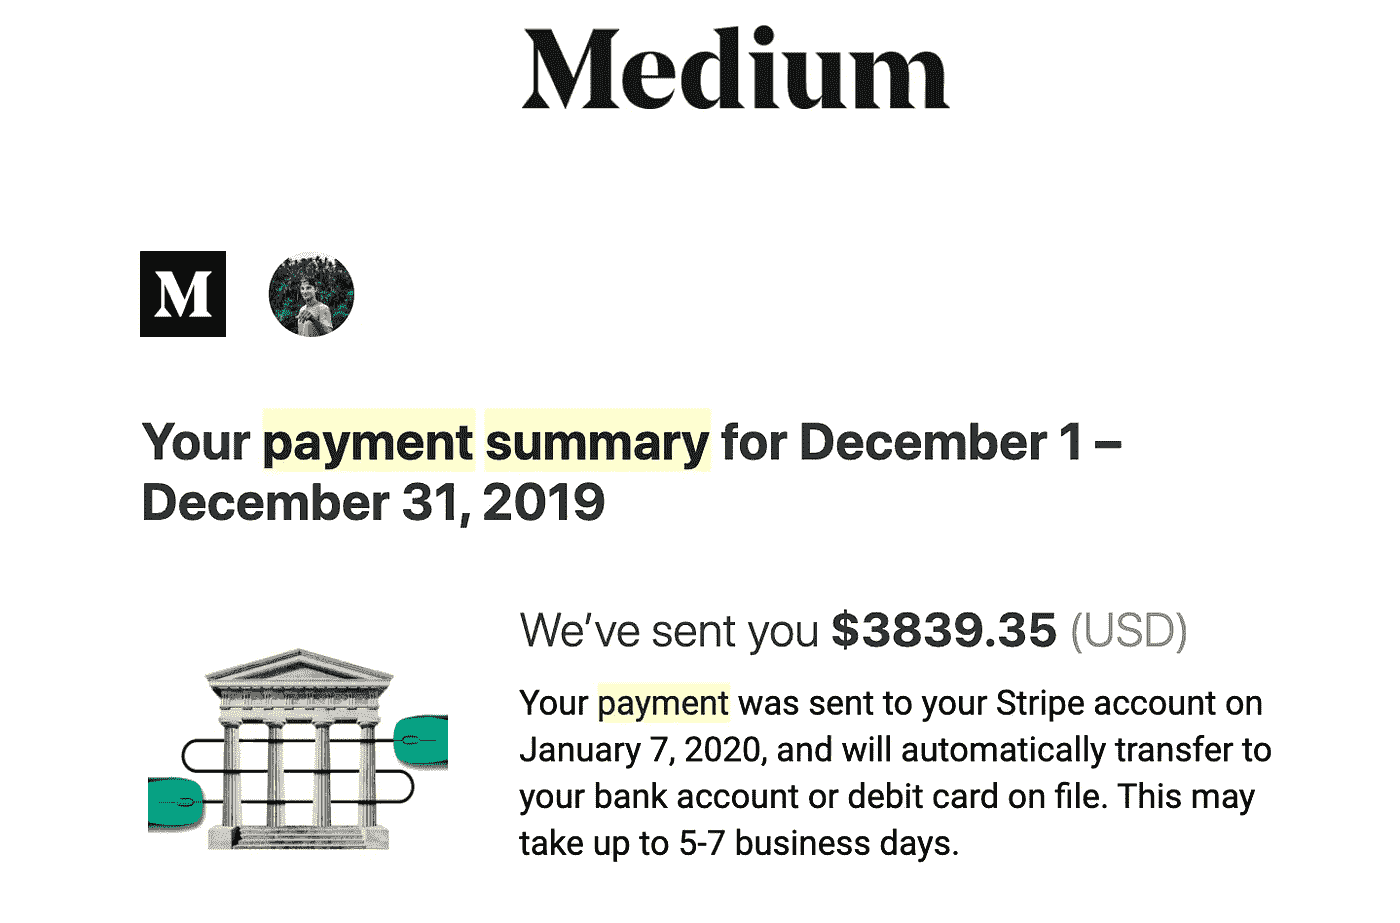 Medium
M
Your payment summary for December 1 –
December 31, 2019
We’ve sent you $3839.35 (USD)
Your payment was sent to your Stripe account on
January 7, 2020, and will automatically transfer to
your bank account or debit card on file. This may
take up to 5-7 business days.